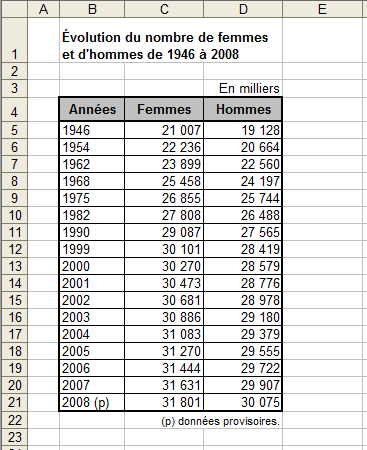 A B C D E
1 Évolution du nombre de femmes
et d'hommes de 1946 à 2008
2
3 En milliers
4 Années Femmes Hommes
5 1946 21 007 19 128
6 1954 22 236 20 664
7 1962 23 899 22 560
8 1968 25 458 24 197
9 1975 26 855 25 744
10 1982 27 808 26 488
11 1990 29 087 27 565
12 1999 30 101 28 419
13 2000 30 270 28 579
14 2001 30 473 28 776
15 2002 30 681 28 978
16 2003 30 886 29 180
17 2004 31 083 29 379
18 2005 31 270 29 555
19 2006 31 444 29 722
20 2007 31 631 29 907
21 2008 (p) 31 801 30 075
22 (p) données provisoires.
23